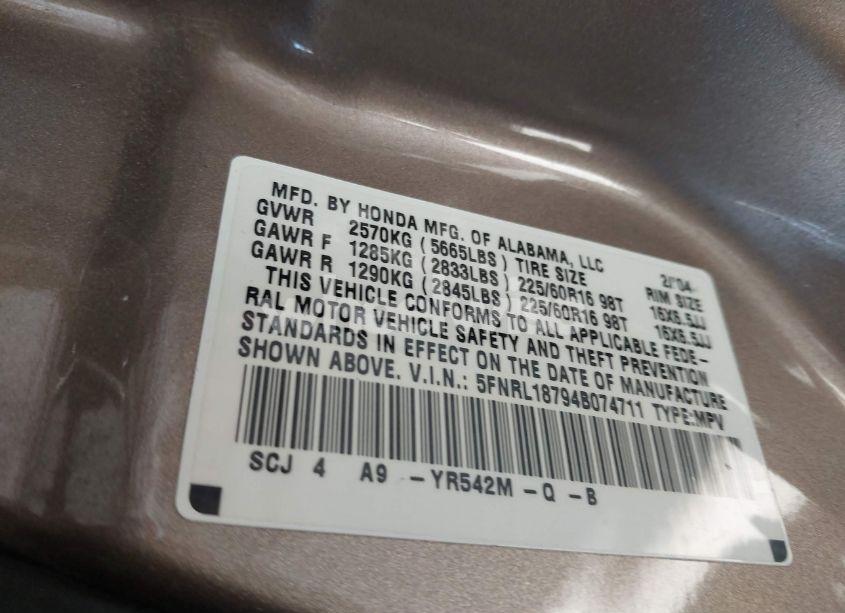 MFD. BY HONDA MFG. OF ALABAMA, LLC 2/'04
GVWR 2570KG ( 5665LBS ) TIRE SIZE RIM SIZE
GAWR F 1285KG ( 2833LBS ) 225/60R16 98T 16X6.5JJ
GAWR R 1290KG ( 2845LBS ) 225/60R16 98T 16X6.5JJ
THIS VEHICLE CONFORMS TO ALL APPLICABLE FEDE-
RAL MOTOR VEHICLE SAFETY AND THEFT PREVENTION
STANDARDS IN EFFECT ON THE DATE OF MANUFACTURE
SHOWN ABOVE. V.I.N.: 5FNRL18794B074711 TYPE:MPV
SCJ 4 A9 -YR542M -Q -B